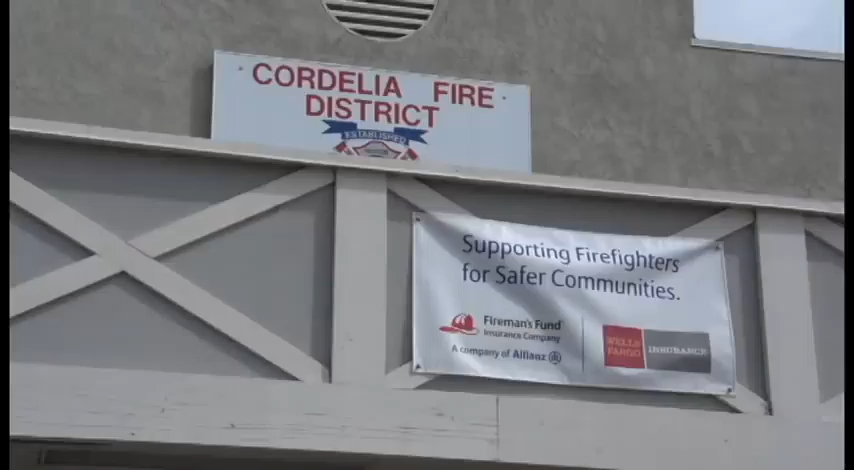 CORDELIA FIRE
DISTRICT
ESTABLISHED
Supporting Firefighters
for Safer Communities.
Fireman's Fund
Insurance Company
A company of Allianz
WELLS
FARGO
INSURANCE